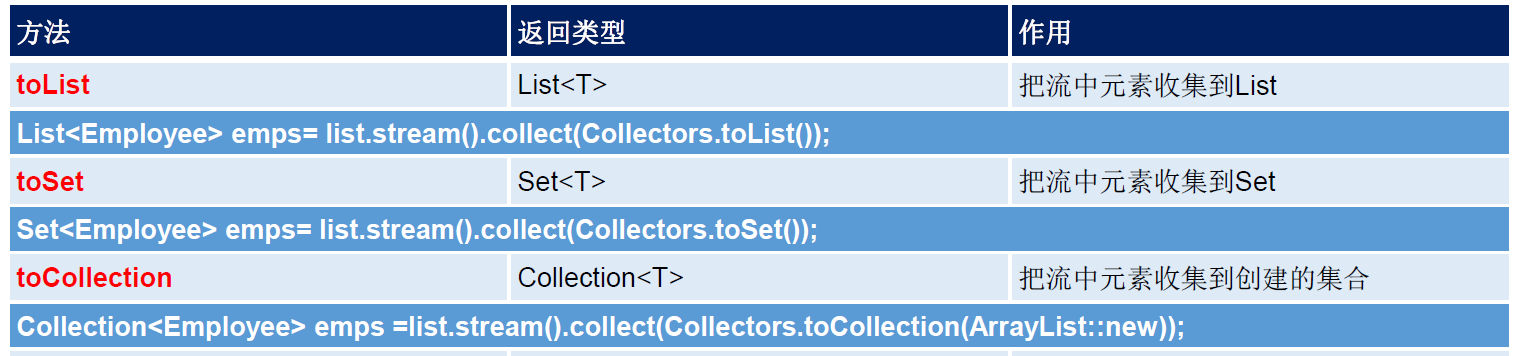 方法 返回类型 作用
toList List<T> 把流中元素收集到List
List<Employee> emps= list.stream().collect(Collectors.toList());
toSet Set<T> 把流中元素收集到Set
Set<Employee> emps= list.stream().collect(Collectors.toSet());
toCollection Collection<T> 把流中元素收集到创建的集合
Collection<Employee> emps =list.stream().collect(Collectors.toCollection(ArrayList::new));